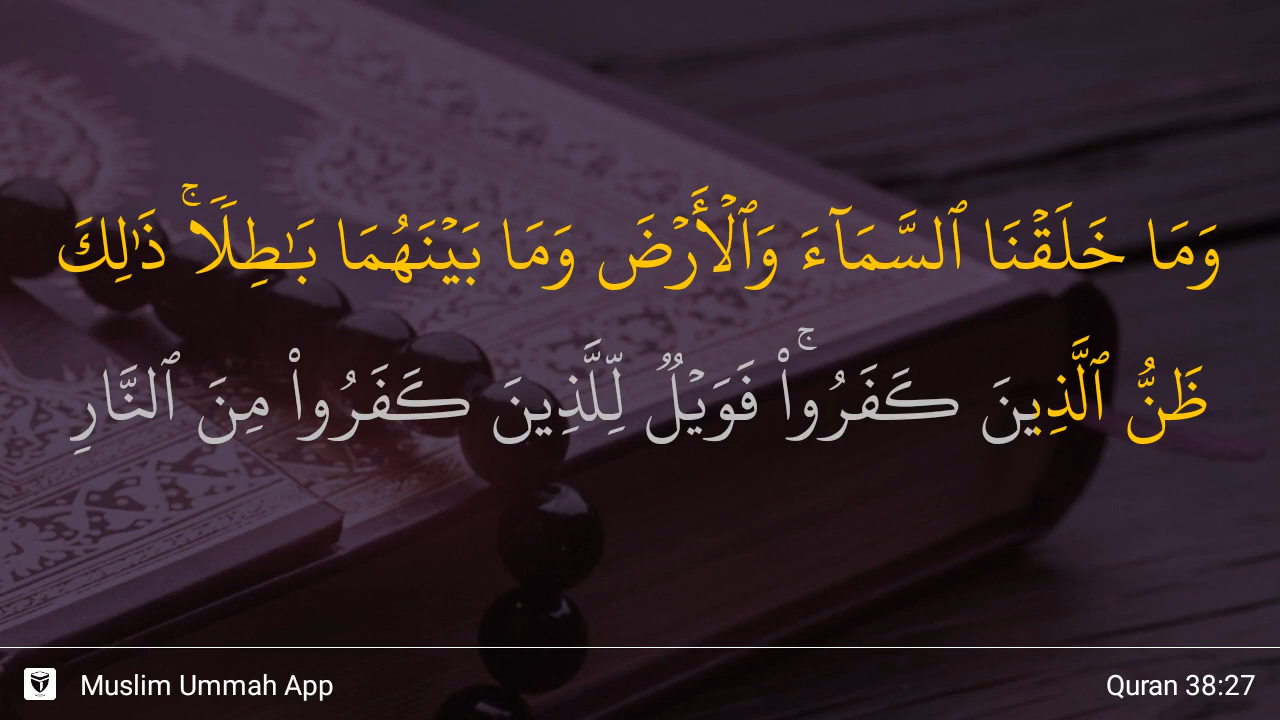 وَمَا خَلَقْنَا ٱلسَّمَآءَ وَٱلْأَرْضَ وَمَا بَيْنَهُمَا بَـٰطِلًا ۚ ذَٰلِكَ
ظَنُّ ٱلَّذِينَ كَفَرُوا۟ ۚ فَوَيْلٌ لِّلَّذِينَ كَفَرُوا۟ مِنَ ٱلنَّارِ
Muslim Ummah App
Quran 38:27